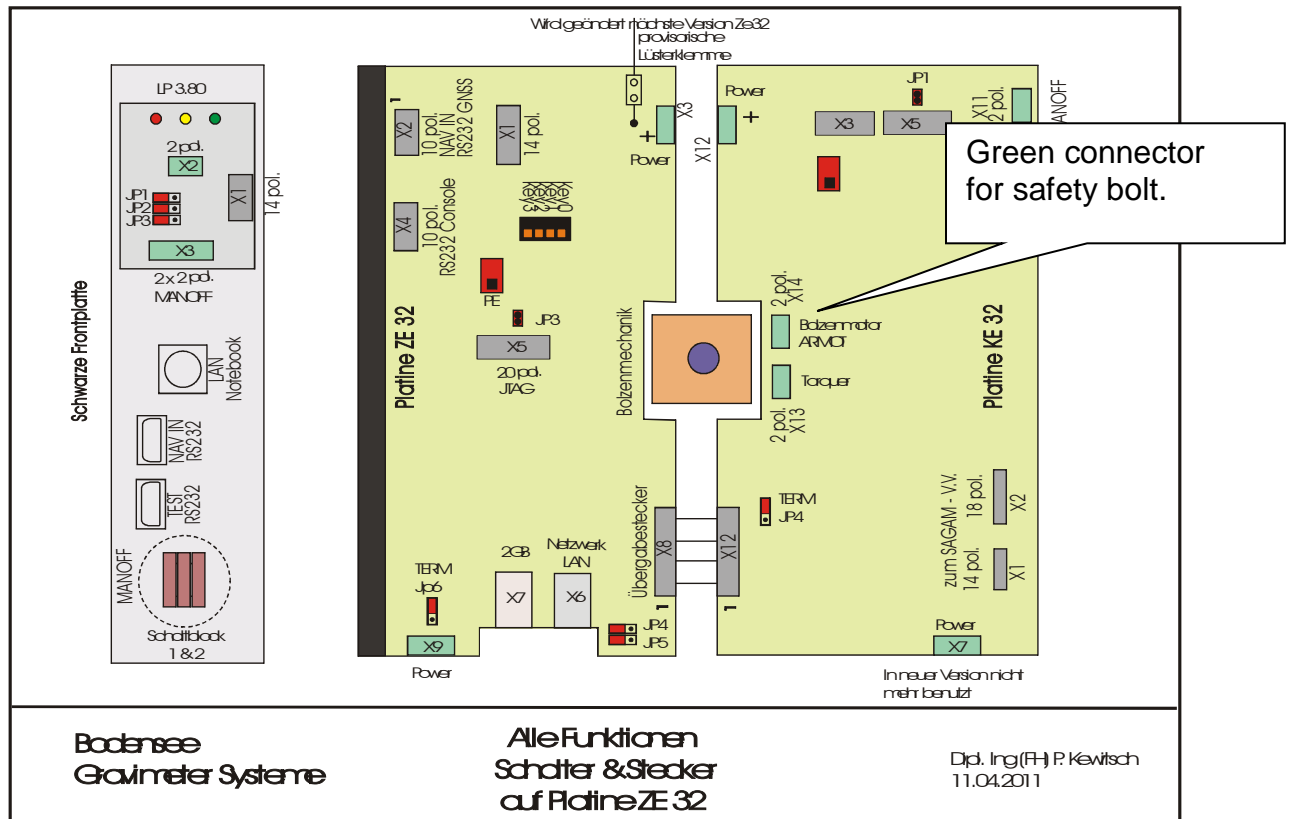 Wird geändert nächste Version Ze32
provisorische
Lüsterklemme
LP 3.80
2 pol.
X2
X1
14 pol.
JP1
JP2
JP3
X3
2 x 2 pol.
MANOFF
Schwarze Frontplatte
LAN
Notebook
NAV IN
RS232
TEST
RS232
MANOFF
Schaltblock
1 & 2
1
X2
10 pol.
NAV IN
RS232 GNSS
X1
14 pol.
X4
10 pol.
RS232 Console
Key3
Key2
Key1
Key0
+
X3
Power
PE
JP3
X5
20 pol.
JTAG
Platine ZE 32
Bolzenmechanik
Übergabestecker
X8
1
TERM
Jp6
2GB
X7
Netzwerk
LAN
X6
JP4
JP5
X9
Power
Power
+
X12
JP1
X3
X5
X11
2 pol.
Green connector
for safety bolt.
2 pol.
X14
Bolzenmotor
ARMOT
Torquer
2 pol.
X13
Platine KE 32
TERM
JP4
X12
1
zum SAGAM - V.V.
18 pol.
X2
14 pol.
X1
Power
X7
In neuer Version nicht
mehr benutzt
Bodensee
Gravimeter Systeme
Alle Funktionen
Schalter & Stecker
auf Platine ZE 32
Dipl. Ing (FH) P. Kewitsch
11.04.2011